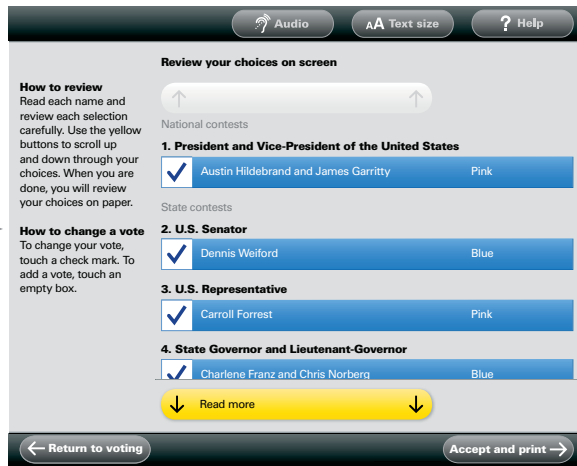 Audio
AA Text size
? Help
How to review
Read each name and
review each selection
carefully. Use the yellow
buttons to scroll up
and down through your
choices. When you are
done, you will review
your choices on paper.
How to change a vote
To change your vote,
touch a check mark. To
add a vote, touch an
empty box.
Review your choices on screen
National contests
1. President and Vice-President of the United States
Austin Hildebrand and James Garritty Pink
State contests
2. U.S. Senator
Dennis Weiford Blue
3. U.S. Representative
Carroll Forrest Pink
4. State Governor and Lieutenant-Governor
Charlene Franz and Chris Norberg Blue
Read more
Return to voting
Accept and print